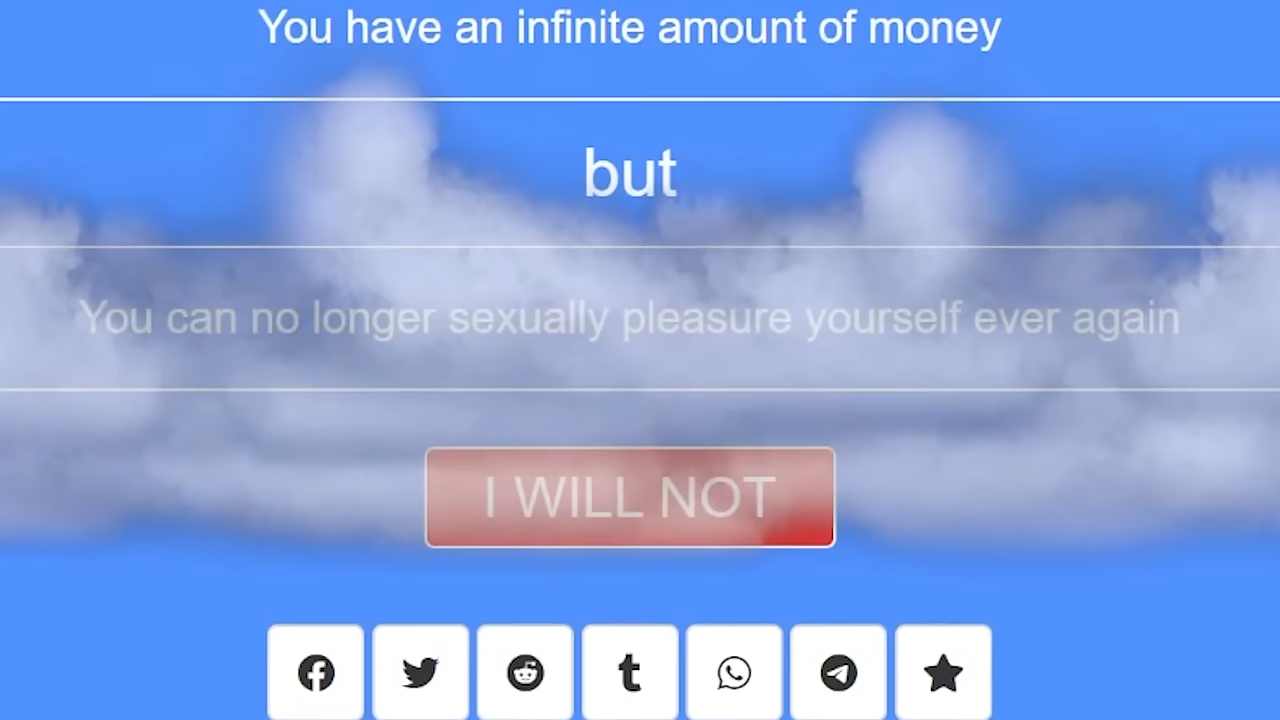 You have an infinite amount of money
but
You can no longer sexually pleasure yourself ever again
I WILL NOT